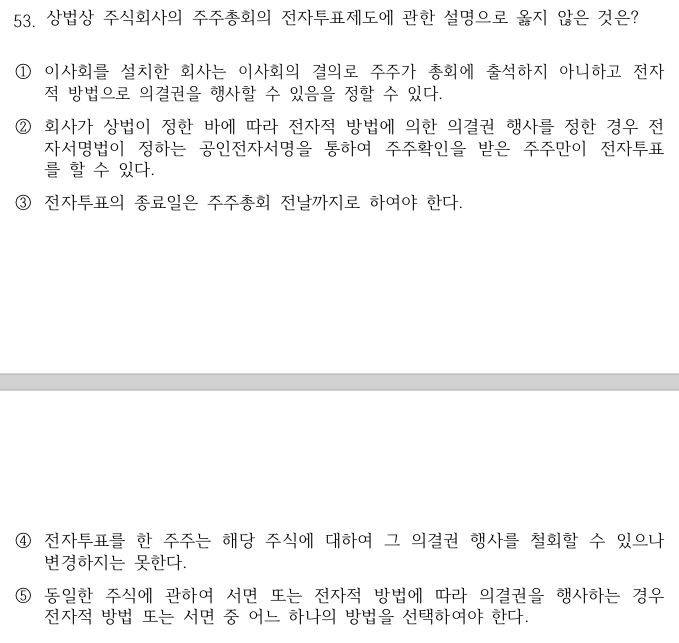 53. 상법상 주식회사의 주주총회의 전자투표제도에 관한 설명으로 옳지 않은 것은?
① 이사회를 설치한 회사는 이사회의 결의로 주주가 총회에 출석하지 아니하고 전자
적 방법으로 의결권을 행사할 수 있음을 정할 수 있다.
② 회사가 상법이 정한 바에 따라 전자적 방법에 의한 의결권 행사를 정한 경우 전
자서명법이 정하는 공인전자서명을 통하여 주주확인을 받은 주주만이 전자투표
를 할 수 있다.
③ 전자투표의 종료일은 주주총회 전날까지로 하여야 한다.
④ 전자투표를 한 주주는 해당 주식에 대하여 그 의결권 행사를 철회할 수 있으나
변경하지는 못한다.
⑤ 동일한 주식에 관하여 서면 또는 전자적 방법에 따라 의결권을 행사하는 경우
전자적 방법 또는 서면 중 어느 하나의 방법을 선택하여야 한다.